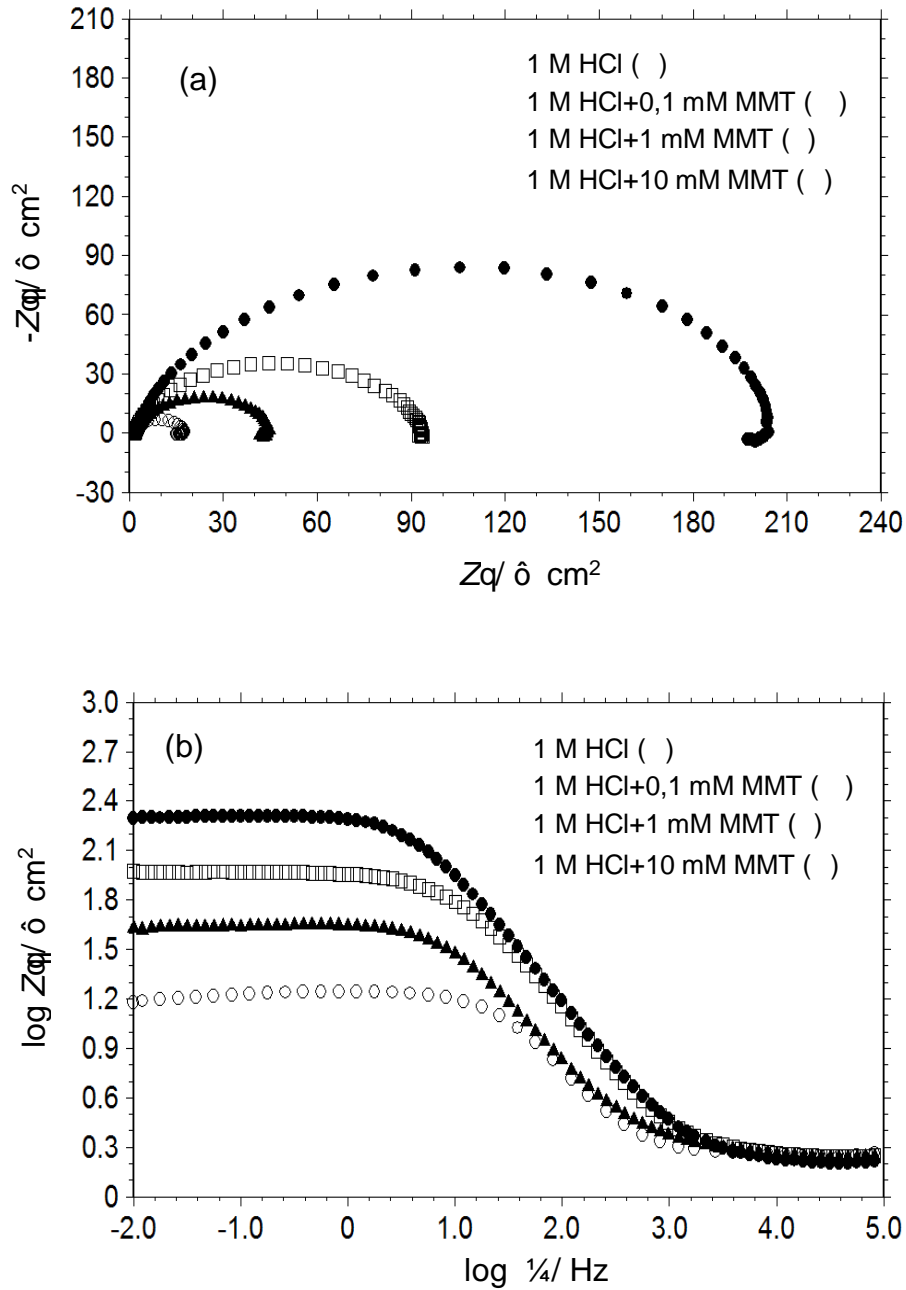 210
180
150
120
90
60
30
0
-30
(a)
1 M HCl ( )
1 M HCl+0,1 mM MMT ( )
1 M HCl+1 mM MMT ( )
1 M HCl+10 mM MMT ( )
-Zq/ ô cm²
0 30 60 90 120 150 180 210 240
Zq/ ô cm²
3.0
2.7
2.4
2.1
1.8
1.5
1.2
0.9
0.6
0.3
0
(b)
1 M HCl ( )
1 M HCl+0,1 mM MMT ( )
1 M HCl+1 mM MMT ( )
1 M HCl+10 mM MMT ( )
log Zq/ ô cm²
-2.0 -1.0 0 1.0 2.0 3.0 4.0 5.0
log ¼/ Hz